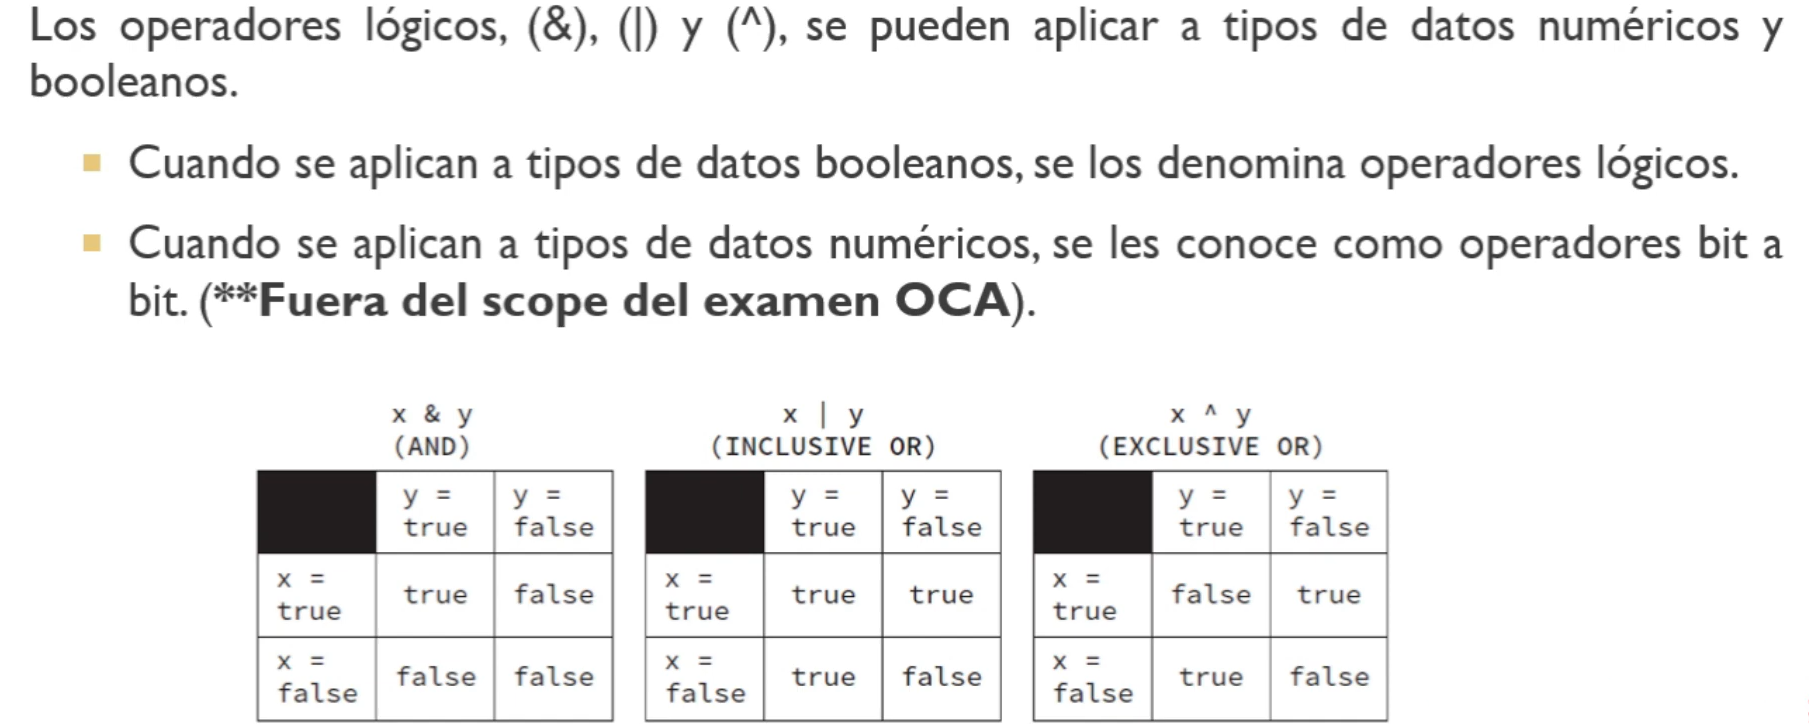 Los operadores lógicos, (&), (|) y (^), se pueden aplicar a tipos de datos numéricos y
booleanos.
Cuando se aplican a tipos de datos booleanos, se los denomina operadores lógicos.
Cuando se aplican a tipos de datos numéricos, se les conoce como operadores bit a
bit. (**Fuera del scope del examen OCA).
x & y
(AND)
y = true y = false
x = true true false
x = false false false
x | y
(INCLUSIVE OR)
y = true y = false
x = true true true
x = false true false
x ^ y
(EXCLUSIVE OR)
y = true y = false
x = true false true
x = false true false